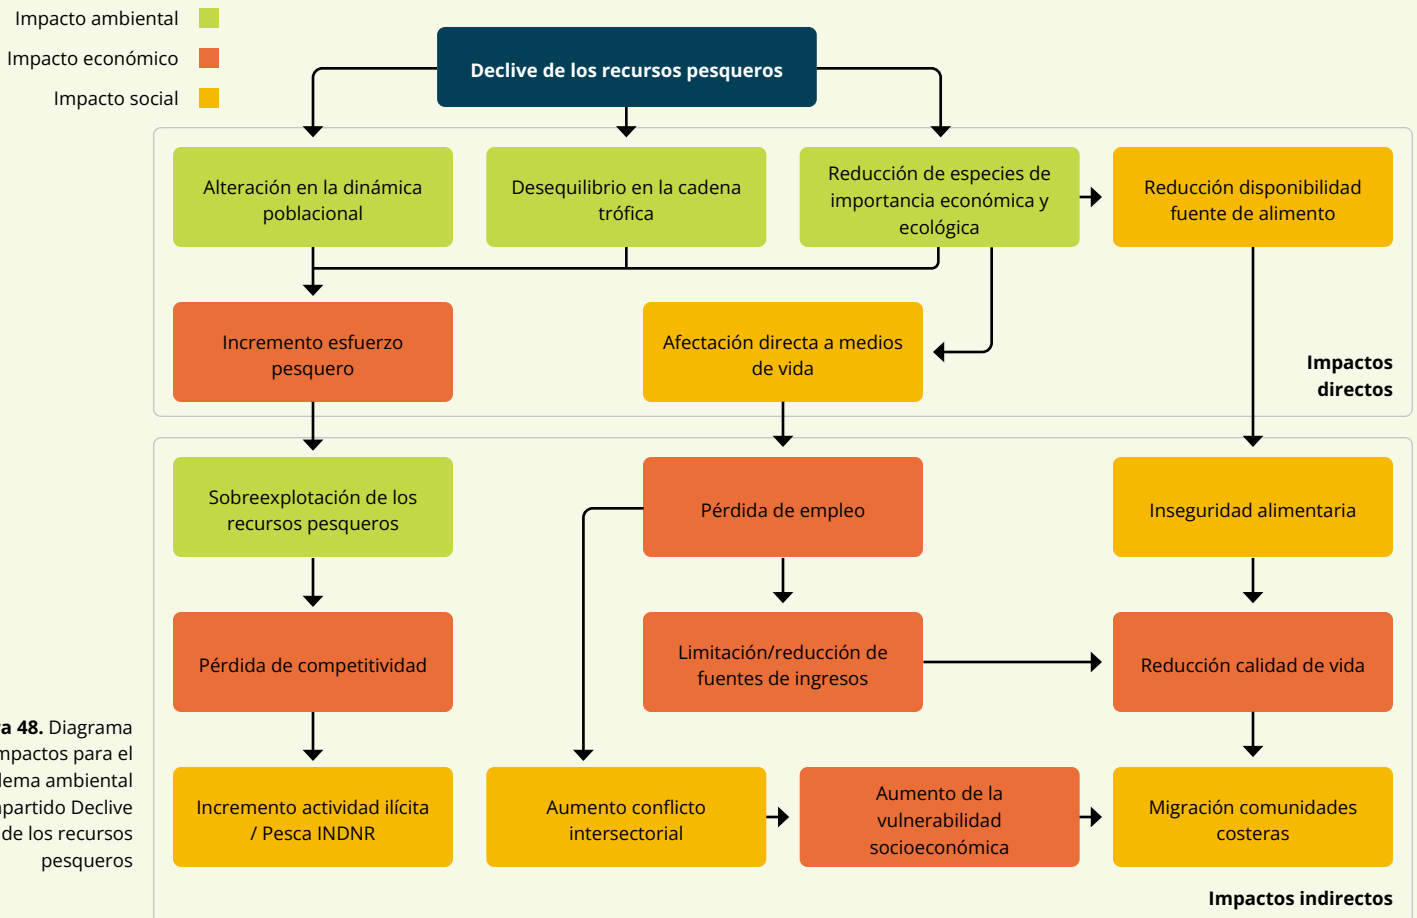 Impacto ambiental
Impacto económico
Impacto social
Declive de los recursos pesqueros
Alteración en la dinámica
poblacional
Desequilibrio en la cadena
trófica
Reducción de especies de
importancia económica y
ecológica
Reducción disponibilidad
fuente de alimento
Incremento esfuerzo
pesquero
Afectación directa a medios
de vida
Impactos
directos
Sobreexplotación de los
recursos pesqueros
Pérdida de empleo
Inseguridad alimentaria
Pérdida de competitividad
Limitación/reducción de
fuentes de ingresos
Reducción calidad de vida
Incremento actividad ilícita
/ Pesca INDNR
Aumento conflicto
intersectorial
Aumento de la
vulnerabilidad
socioeconómica
Migración comunidades
costeras
Impactos indirectos
48. Diagrama
para el
ambiental
Declive
de los recursos
pesqueros